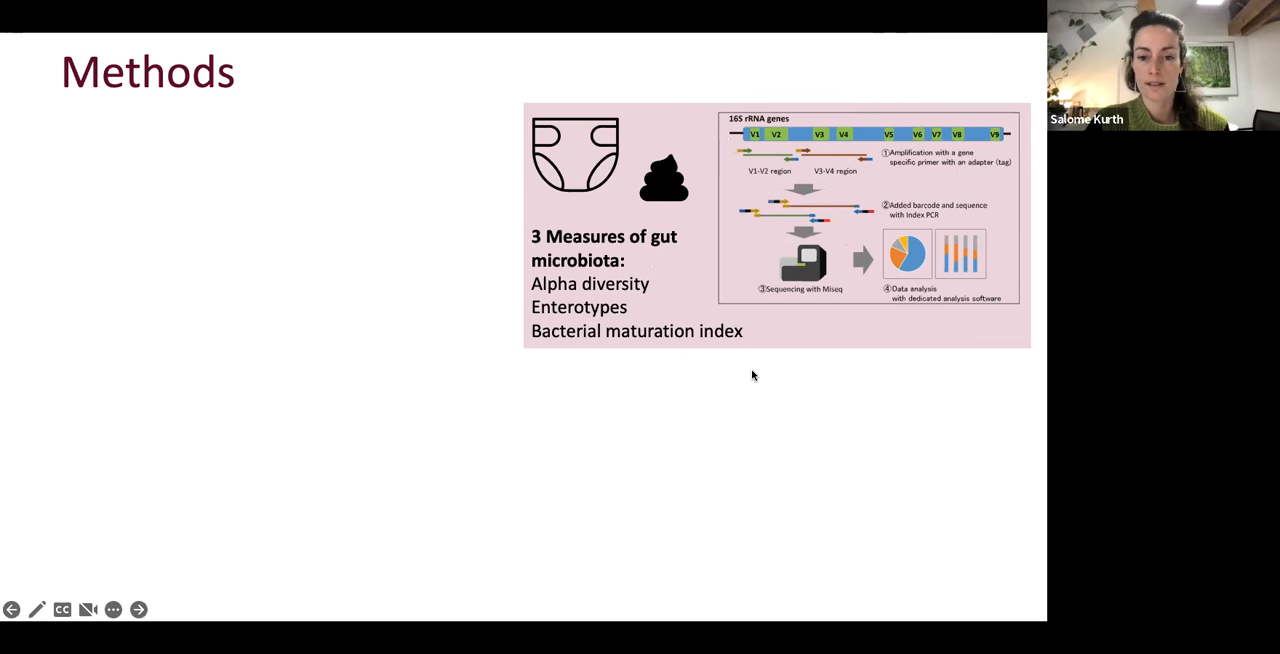 Methods
3 Measures of gut
microbiota:
Alpha diversity
Enterotypes
Bacterial maturation index
16S rRNA genes
V1 V2 V3 V4 V5 V6 V7 V8 V9
V1-V2 region V3-V4 region
①Amplification with a gene
specific primer with an adapter (tag)
②Added barcode and sequence
with Index PCR
③Sequencing with Miseq
④Data analysis
with dedicated analysis software
Salome Kurth
CC